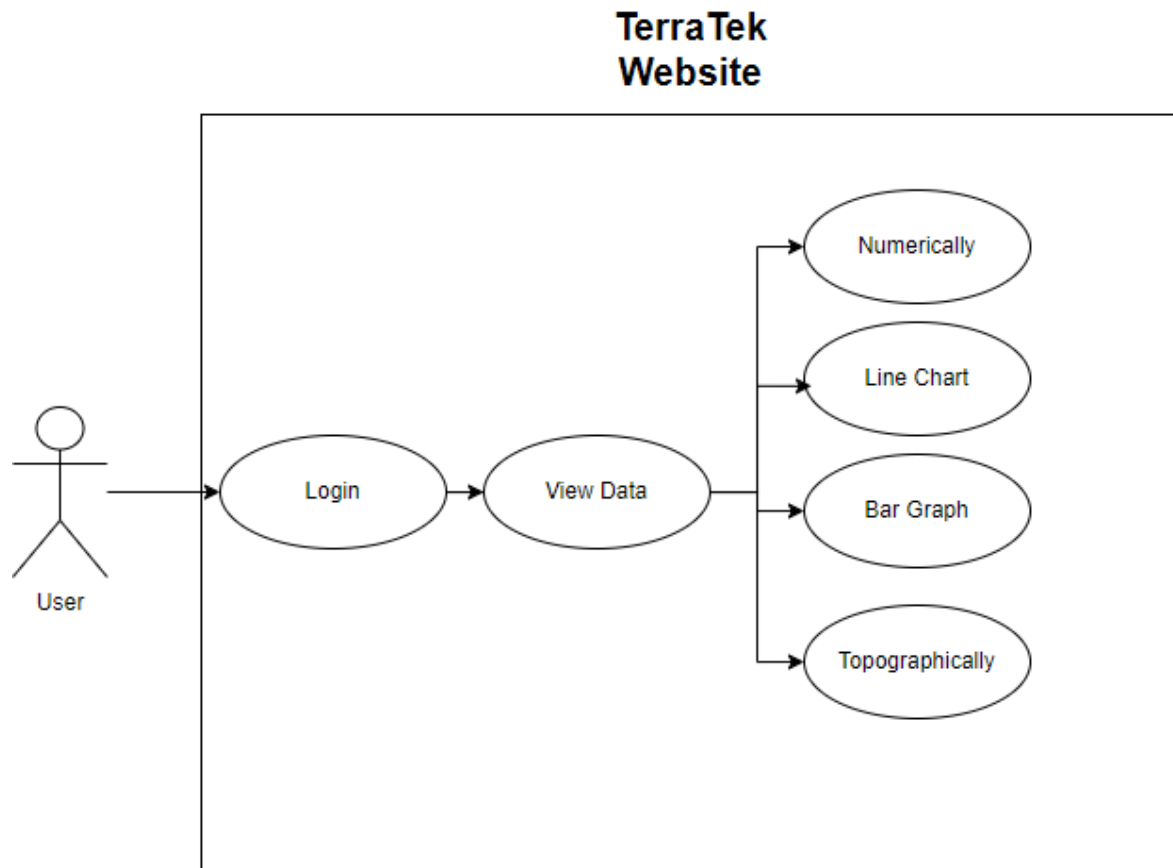 TerraTek
Website
Numerically
Line Chart
Login
View Data
Bar Graph
User
Topographically